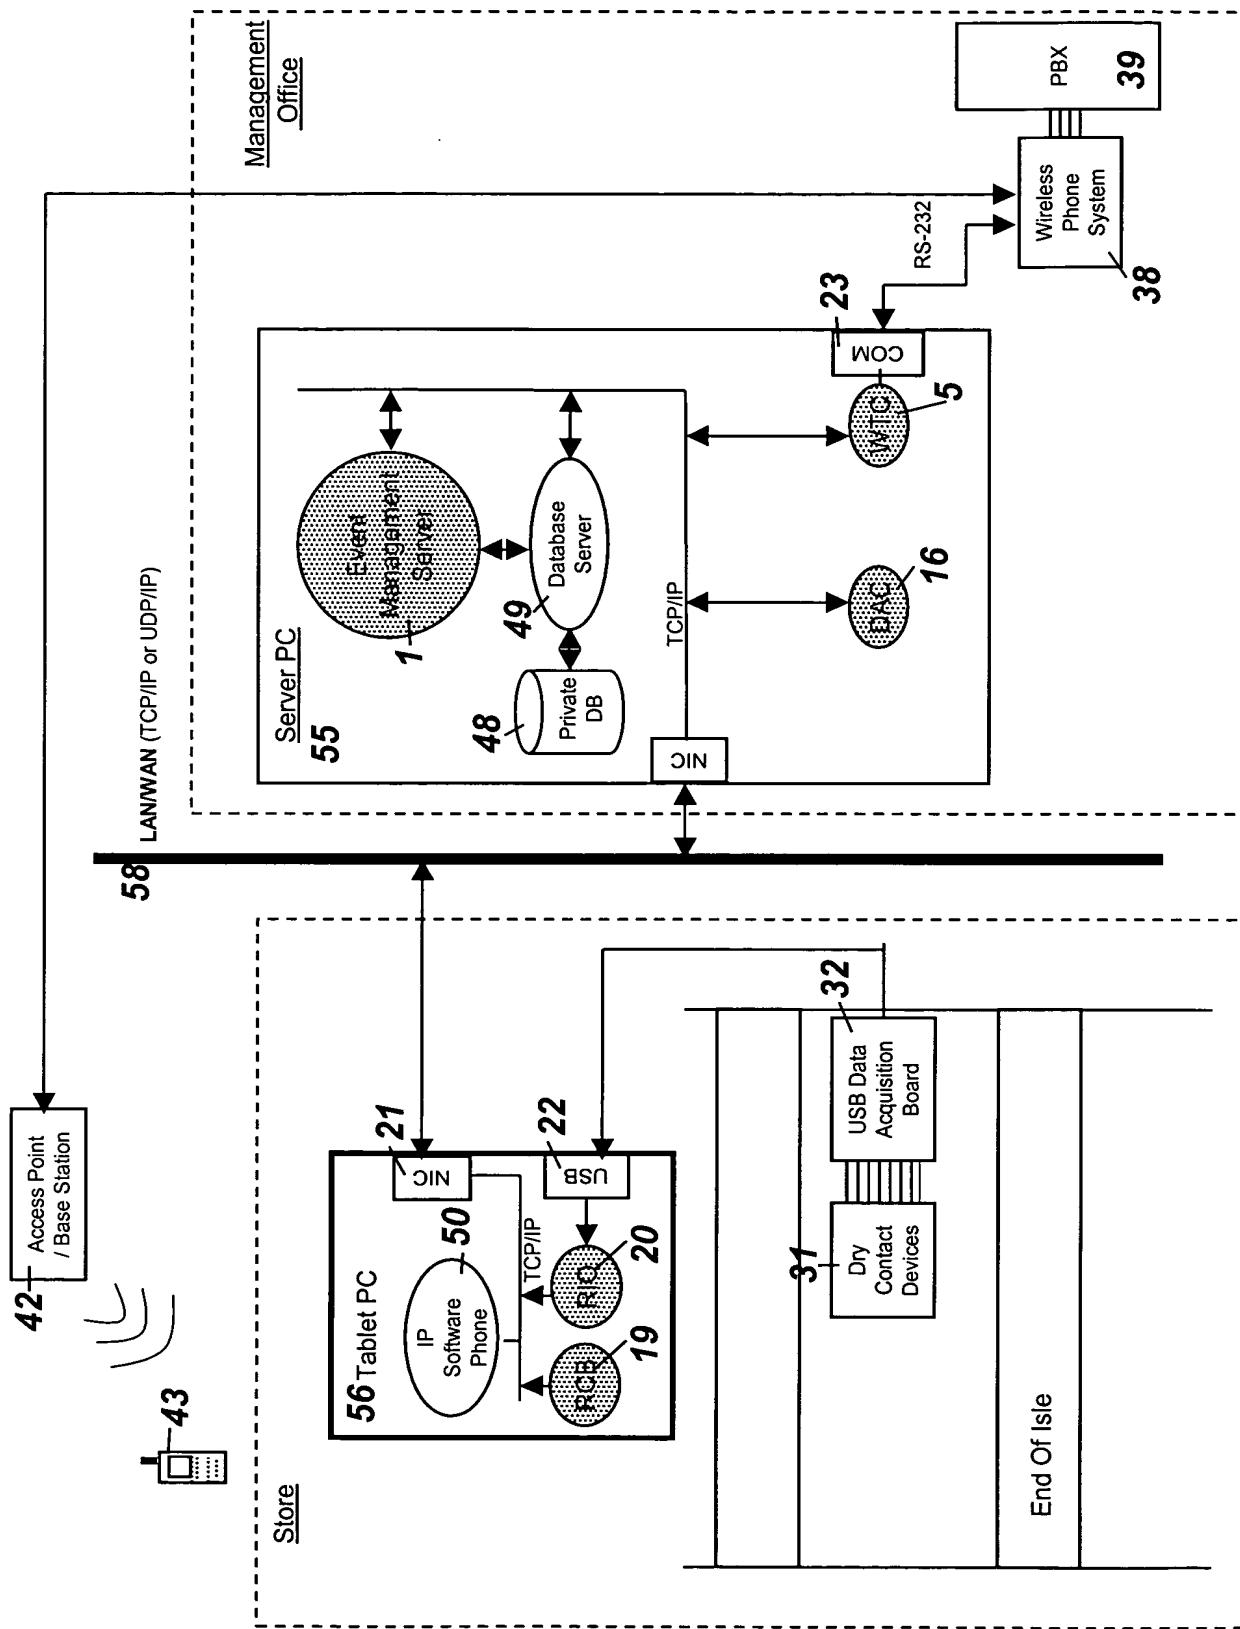 42
Access Point
/ Base Station
43
58
LAN/WAN (TCP/IP or UDP/IP)
Store
56 Tablet PC
IP
Software
Phone
50
NIC
21
TCP/IP
RCB
19
RIO
20
USB
22
31
Dry
Contact
Devices
USB Data
Acquisition
Board
32
End Of Isle
Management
Office
Server PC
55
Event
Management
Server
1
48
Private
DB
49
Database
Server
NIC
TCP/IP
DAC
16
WTC
5
COM
23
RS-232
Wireless
Phone
System
38
PBX
39